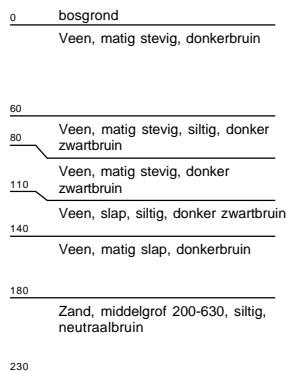 0 bosgrond
Veen, matig stevig, donkerbruin
60
Veen, matig stevig, siltig, donker
80 zwartbruin
Veen, matig stevig, donker
110 zwartbruin
Veen, slap, siltig, donker zwartbruin
140
Veen, matig slap, donkerbruin
180
Zand, middelgrof 200-630, siltig,
neutraalbruin
230